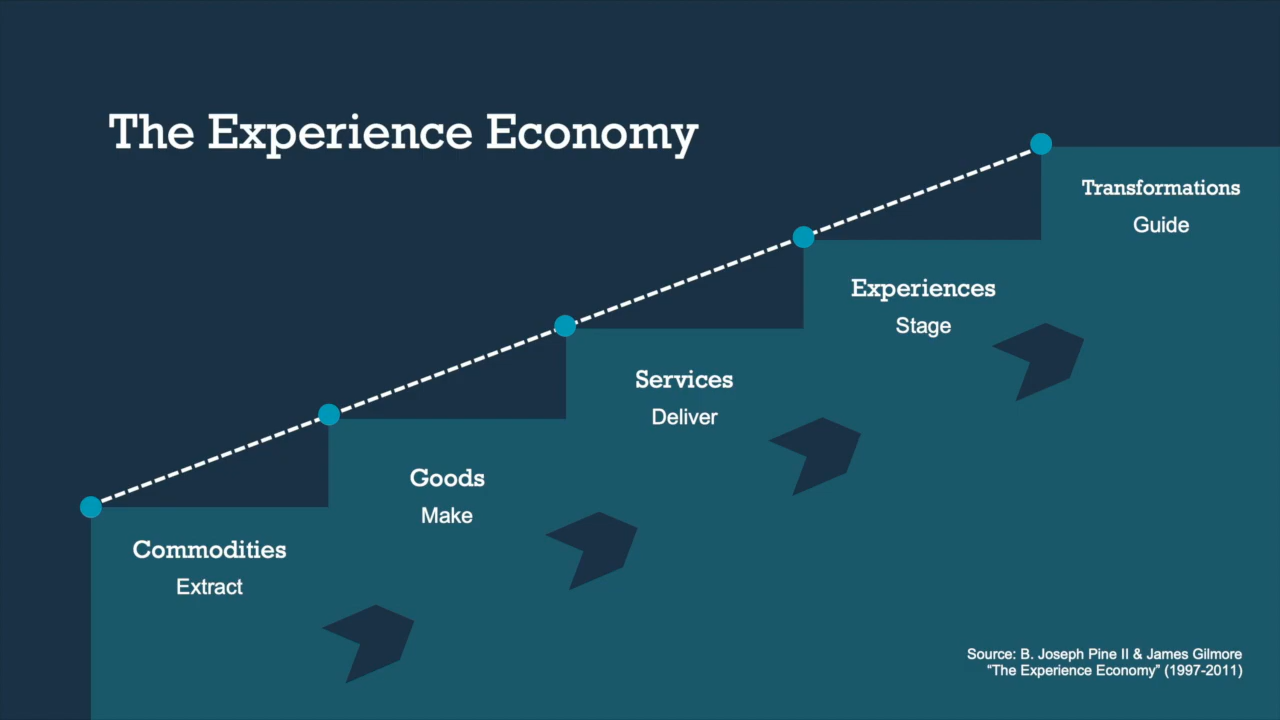 The Experience Economy
Transformations
Guide
Experiences
Stage
Services
Deliver
Goods
Make
Commodities
Extract
Source: B. Joseph Pine II & James Gilmore
“The Experience Economy” (1997-2011)